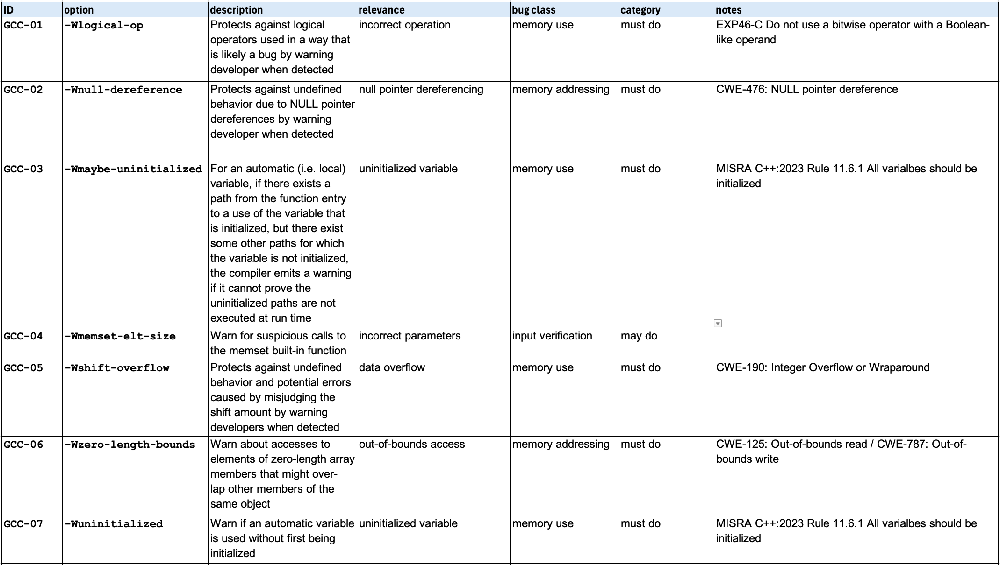 ID option description relevance bug class category notes
GCC-01 -Wlogical-op Protects against logical incorrect operation memory use must do EXP46-C Do not use a bitwise operator with a Boolean-
operators used in a way that like operand
is likely a bug by warning
developer when detected
GCC-02 -Wnull-dereference Protects against undefined null pointer dereferencing memory addressing must do CWE-476: NULL pointer dereference
behavior due to NULL pointer
dereferences by warning
developer when detected
GCC-03 -Wmaybe-uninitialized For an automatic (i.e. local) uninitialized variable memory use must do MISRA C++:2023 Rule 11.6.1 All varialbes should be
variable, if there exists a initialized
path from the function entry
to a use of the variable that
is initialized, but there exist
some other paths for which
the variable is not initialized,
the compiler emits a warning
if it cannot prove the
uninitialized paths are not
executed at run time
GCC-04 -Wmemset-elt-size Warn for suspicious calls to incorrect parameters input verification may do
the memset built-in function
GCC-05 -Wshift-overflow Protects against undefined data overflow memory use must do CWE-190: Integer Overflow or Wraparound
behavior and potential errors
caused by misjudging the
shift amount by warning
developers when detected
GCC-06 -Wzero-length-bounds Warn about accesses to out-of-bounds access memory addressing must do CWE-125: Out-of-bounds read / CWE-787: Out-of-
elements of zero-length array bounds write
members that might over-
lap other members of the
same object
GCC-07 -Wuninitialized Warn if an automatic variable uninitialized variable memory use must do MISRA C++:2023 Rule 11.6.1 All varialbes should be
is used without first being initialized
initialized